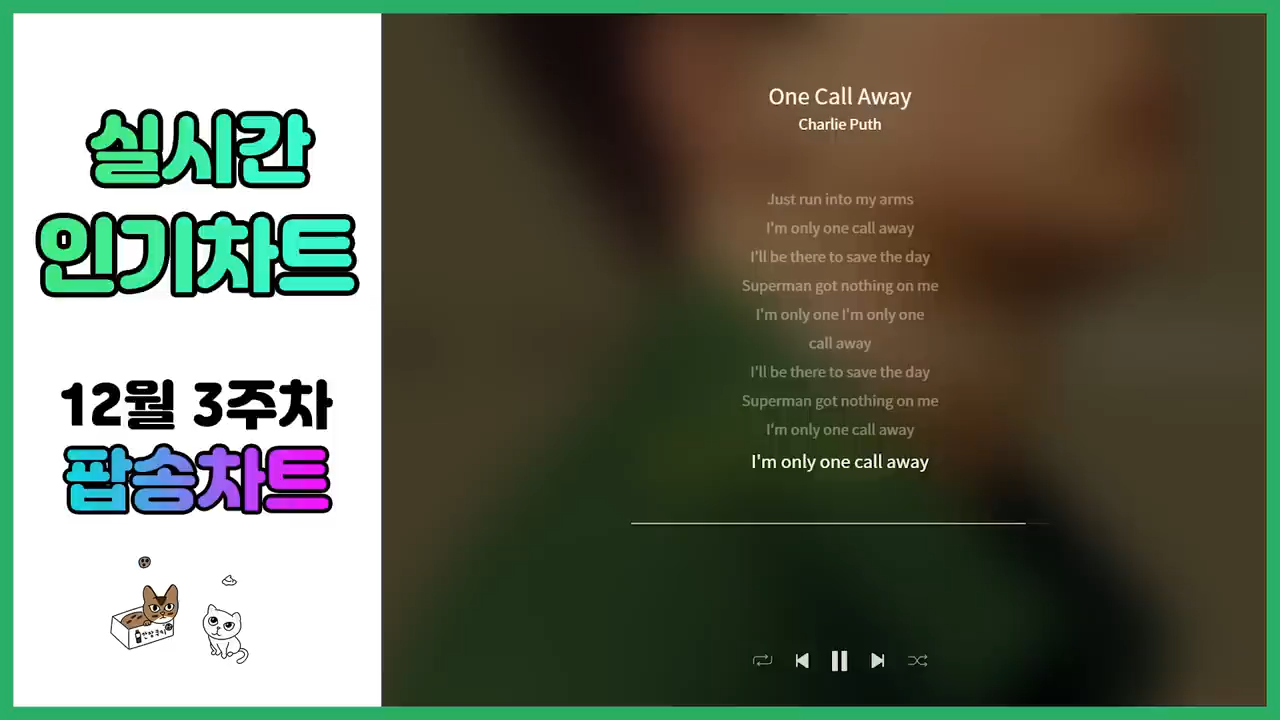 실시간
인기차트
12월 3주차
팝송차트
One Call Away
Charlie Puth
Just run into my arms
I'm only one call away
I'll be there to save the day
Superman got nothing on me
I'm only one I'm only one
call away
I'll be there to save the day
Superman got nothing on me
I'm only one call away
I'm only one call away